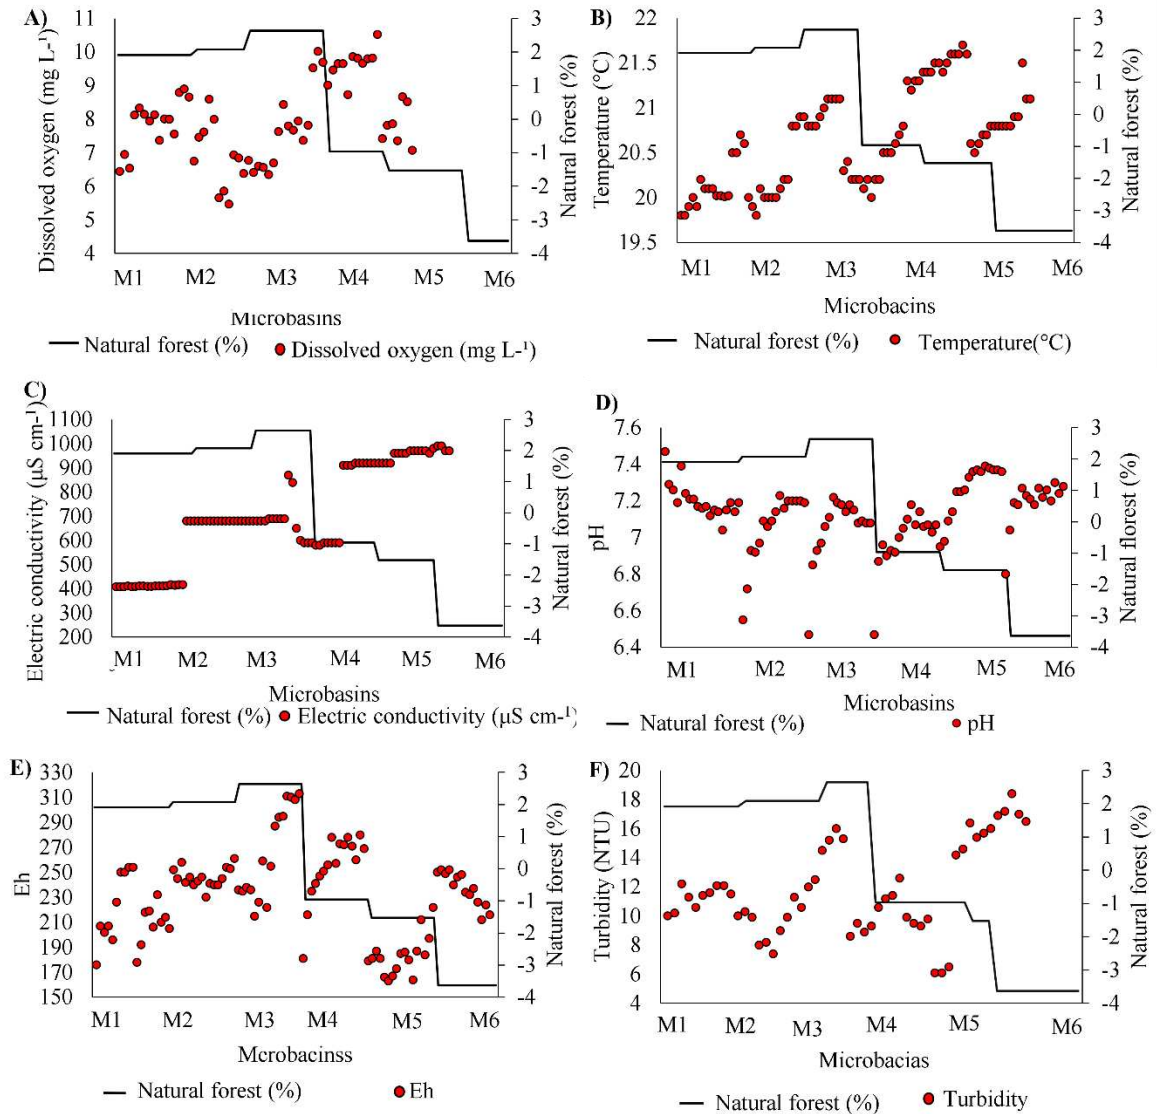 A)
Dissolved oxygen (mg L-¹)
11
10
9
8
7
6
5
4
3
2
1
0
-1
-2
-3
-4
Natural forest (%)
M1 M2 M3 M4 M5 M6
Microbasins
Natural forest (%) Dissolved oxygen (mg L-¹)
B)
Temperature (°C)
22
21.5
21
20.5
20
19.5
3
2
1
0
-1
-2
-3
-4
Natural forest (%)
M1 M2 M3 M4 M5 M6
Microbacins
Natural forest (%) Temperature(°C)
C)
Electric conductivity (µS cm-¹)
1100
1000
900
800
700
600
500
400
300
200
3
2
1
0
-1
-2
-3
-4
Natural forest (%)
M1 M2 M3 M4 M5 M6
Microbasins
Natural forest (%) Electric conductivity (µS cm-¹)
D)
pH
7.6
7.4
7.2
7
6.8
6.6
6.4
3
2
1
0
-1
-2
-3
-4
Natural florest (%)
M1 M2 M3 M4 M5 M6
Microbasins
Natural forest (%) pH
E)
Eh
330
310
290
270
250
230
210
190
170
150
3
2
1
0
-1
-2
-3
-4
Natural forest (%)
M1 M2 M3 M4 M5 M6
Mcrobacinss
Natural forest (%) Eh
F)
Turbidity (NTU)
20
18
16
14
12
10
8
6
4
3
2
1
0
-1
-2
-3
-4
Natural forest (%)
M1 M2 M3 M4 M5 M6
Microbacias
Natural forest (%) Turbidity